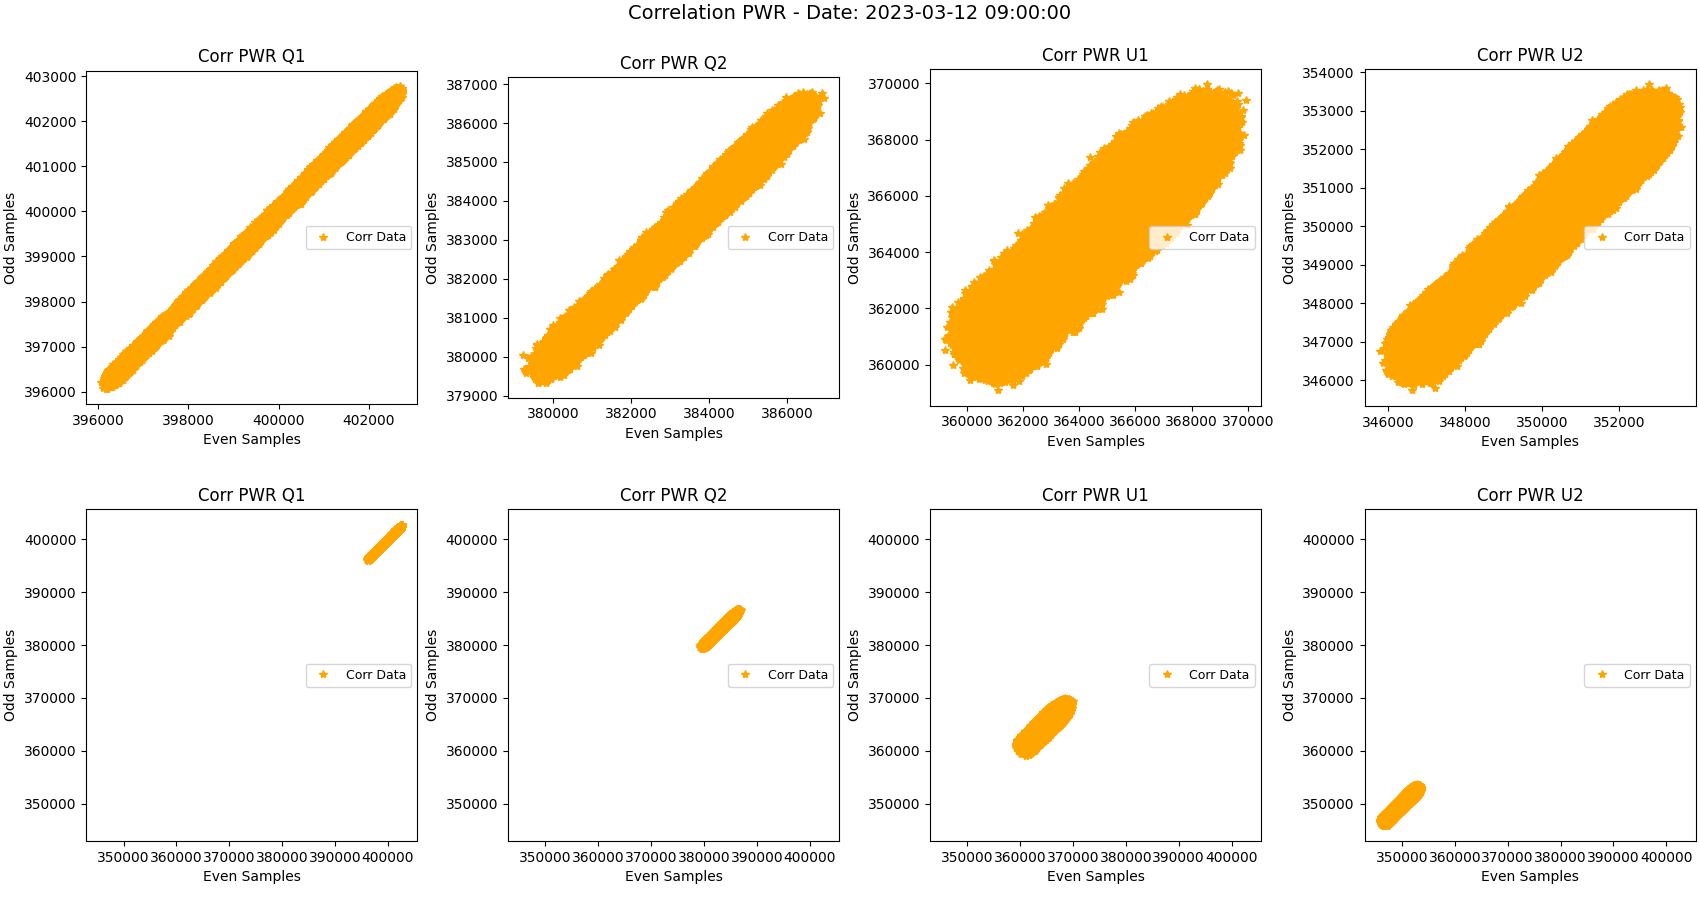 Correlation PWR - Date: 2023-03-12 09:00:00
Corr PWR Q1
403000
402000
401000
400000
399000
398000
397000
396000
Odd Samples
Corr Data
396000 398000 400000 402000
Even Samples
Corr PWR Q2
387000
386000
385000
384000
383000
382000
381000
380000
379000
Odd Samples
Corr Data
380000 382000 384000 386000
Even Samples
Corr PWR U1
370000
368000
366000
364000
362000
360000
Odd Samples
Corr Data
360000 362000 364000 366000 368000 370000
Even Samples
Corr PWR U2
354000
353000
352000
351000
350000
349000
348000
347000
346000
Odd Samples
Corr Data
346000 348000 350000 352000
Even Samples
Corr PWR Q1
400000
390000
380000
370000
360000
350000
Odd Samples
Corr Data
350000 360000 370000 380000 390000 400000
Even Samples
Corr PWR Q2
400000
390000
380000
370000
360000
350000
Odd Samples
Corr Data
350000 360000 370000 380000 390000 400000
Even Samples
Corr PWR U1
400000
390000
380000
370000
360000
350000
Odd Samples
Corr Data
350000 360000 370000 380000 390000 400000
Even Samples
Corr PWR U2
400000
390000
380000
370000
360000
350000
Odd Samples
Corr Data
350000 360000 370000 380000 390000 400000
Even Samples